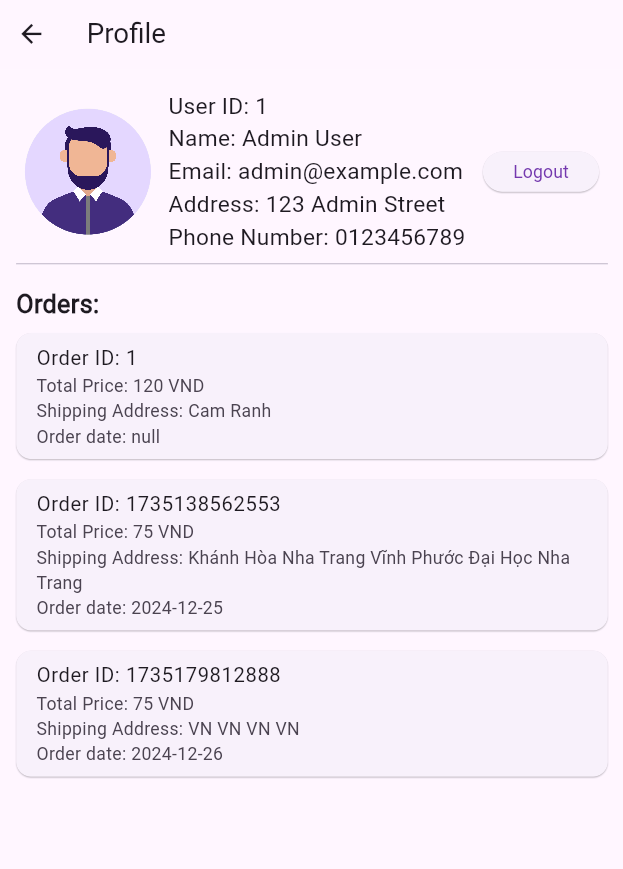 Profile
User ID: 1
Name: Admin User
Email: admin@example.com
Address: 123 Admin Street
Phone Number: 0123456789
Logout
Orders:
Order ID: 1
Total Price: 120 VND
Shipping Address: Cam Ranh
Order date: null
Order ID: 1735138562553
Total Price: 75 VND
Shipping Address: Khánh Hòa Nha Trang Vĩnh Phước Đại Học Nha
Trang
Order date: 2024-12-25
Order ID: 1735179812888
Total Price: 75 VND
Shipping Address: VN VN VN VN
Order date: 2024-12-26